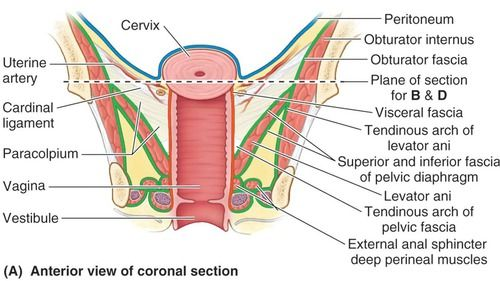 Cervix
Uterine
artery
Cardinal
ligament
Paracolpium
Vagina
Vestibule
Peritoneum
Obturator internus
Obturator fascia
Plane of section
for B & D
Visceral fascia
Tendinous arch of
levator ani
Superior and inferior fascia
of pelvic diaphragm
Levator ani
Tendinous arch of
pelvic fascia
External anal sphincter
deep perineal muscles
(A) Anterior view of coronal section